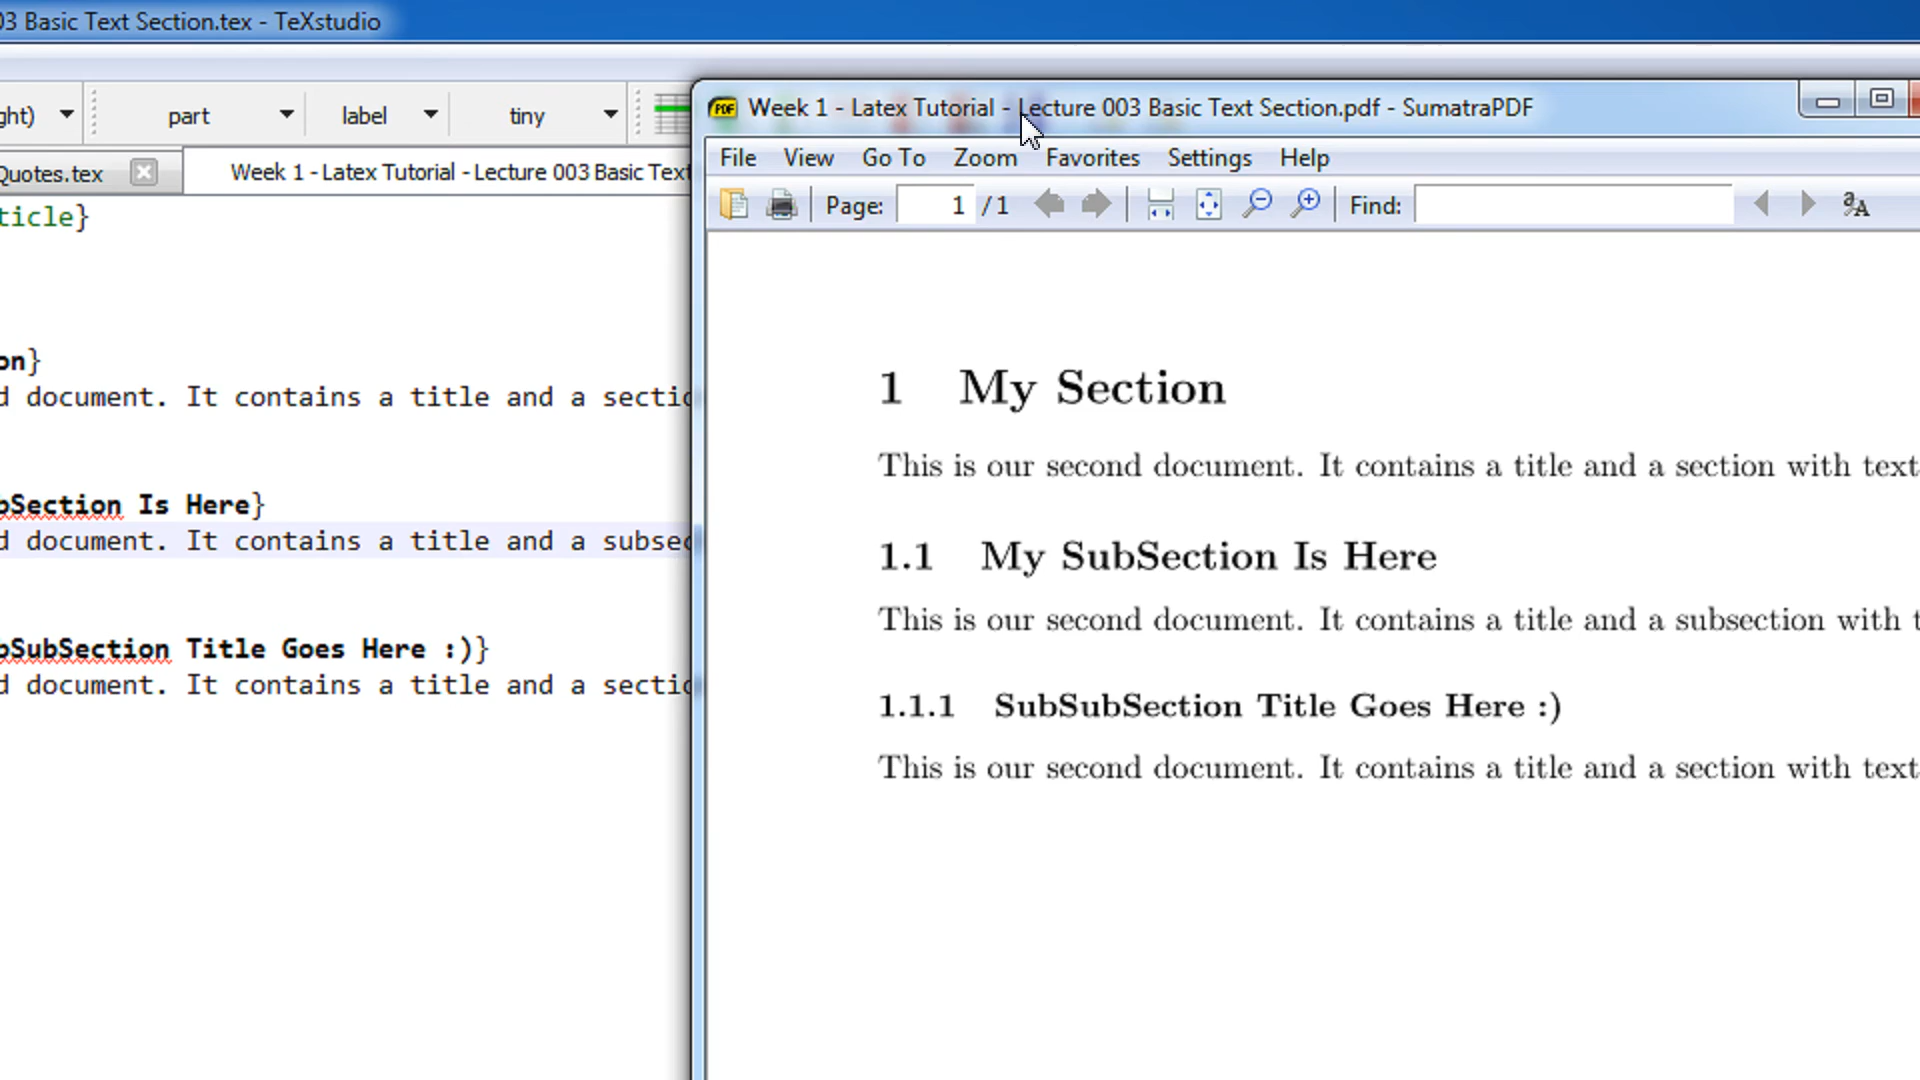 03 Basic Text Section.tex - TeXstudio
ght) part label tiny
Quotes.tex Week 1 - Latex Tutorial - Lecture 003 Basic Text
ticle}
on}
d document. It contains a title and a sectio
bSection Is Here}
d document. It contains a title and a subsec
bSubSection Title Goes Here :)}
d document. It contains a title and a sectio
PDF Week 1 - Latex Tutorial - Lecture 003 Basic Text Section.pdf - SumatraPDF
File View Go To Zoom Favorites Settings Help
Page: 1 / 1 Find:
1 My Section
This is our second document. It contains a title and a section with text
1.1 My SubSection Is Here
This is our second document. It contains a title and a subsection with t
1.1.1 SubSubSection Title Goes Here :)
This is our second document. It contains a title and a section with text